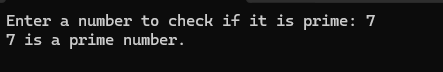 Enter a number to check if it is prime: 7
7 is a prime number.